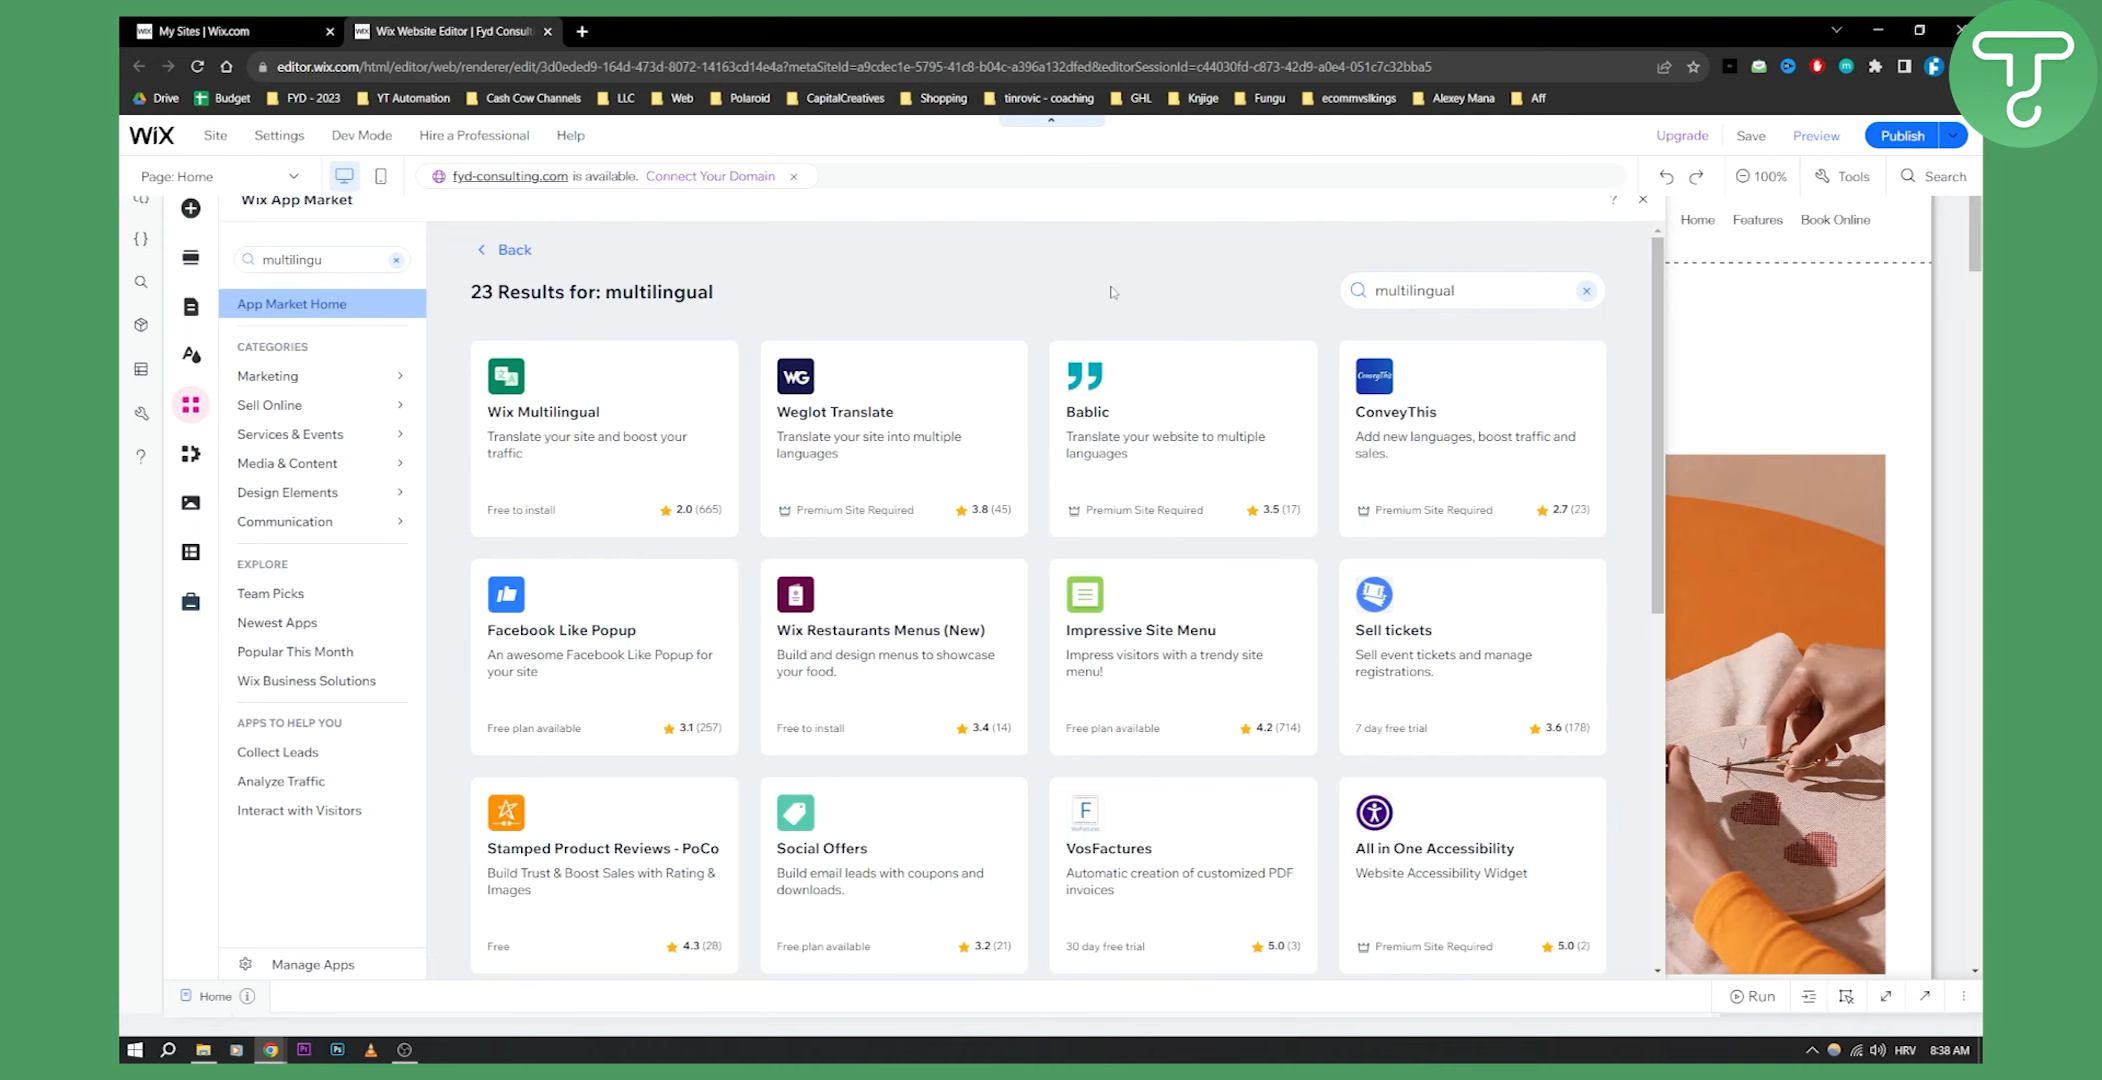 My Sites | Wix.com
Wix Website Editor | Fyd Consulti
editor.wix.com/html/editor/web/renderer/edit/3d0eded9-164d-473d-8072-14163cd14e4a?metaSiteId=a9cdec1e-5795-41c8-b04c-a396a132dfed&editorSessionId=c44030fd-c873-42d9-a0e4-051c7c32bba5
Drive Budget FYD - 2023 YT Automation Cash Cow Channels LLC Web Polaroid CapitalCreatives Shopping tinrovic - coaching GHL Knjige Fungu ecommvslkings Alexey Mana Aff
WiX Site Settings Dev Mode Hire a Professional Help Upgrade Save Preview Publish
Page: Home fyd-consulting.com is available. Connect Your Domain 100% Tools Search
Wix App Market ?
Home Features Book Online
multilingu
App Market Home
CATEGORIES
Marketing
Sell Online
Services & Events
Media & Content
Design Elements
Communication
EXPLORE
Team Picks
Newest Apps
Popular This Month
Wix Business Solutions
APPS TO HELP YOU
Collect Leads
Analyze Traffic
Interact with Visitors
Manage Apps
Back
23 Results for: multilingual
multilingual
Wix Multilingual
Translate your site and boost your
traffic
Free to install 2.0 (665)
WG
Weglot Translate
Translate your site into multiple
languages
Premium Site Required 3.8 (45)
Bablic
Translate your website to multiple
languages
Premium Site Required 3.5 (17)
ConveyThis
ConveyThis
Add new languages, boost traffic and
sales.
Premium Site Required 2.7 (23)
Facebook Like Popup
An awesome Facebook Like Popup for
your site
Free plan available 3.1 (257)
Wix Restaurants Menus (New)
Build and design menus to showcase
your food.
Free to install 3.4 (14)
Impressive Site Menu
Impress visitors with a trendy site
menu!
Free plan available 4.2 (714)
Sell tickets
Sell event tickets and manage
registrations.
7 day free trial 3.6 (178)
Stamped Product Reviews - PoCo
Build Trust & Boost Sales with Rating &
Images
Free 4.3 (28)
Social Offers
Build email leads with coupons and
downloads.
Free plan available 3.2 (21)
F
VosFactures
VosFactures
Automatic creation of customized PDF
invoices
30 day free trial 5.0 (3)
All in One Accessibility
Website Accessibility Widget
Premium Site Required 5.0 (2)
Home Run
Pr Ps HRV 8:38 AM